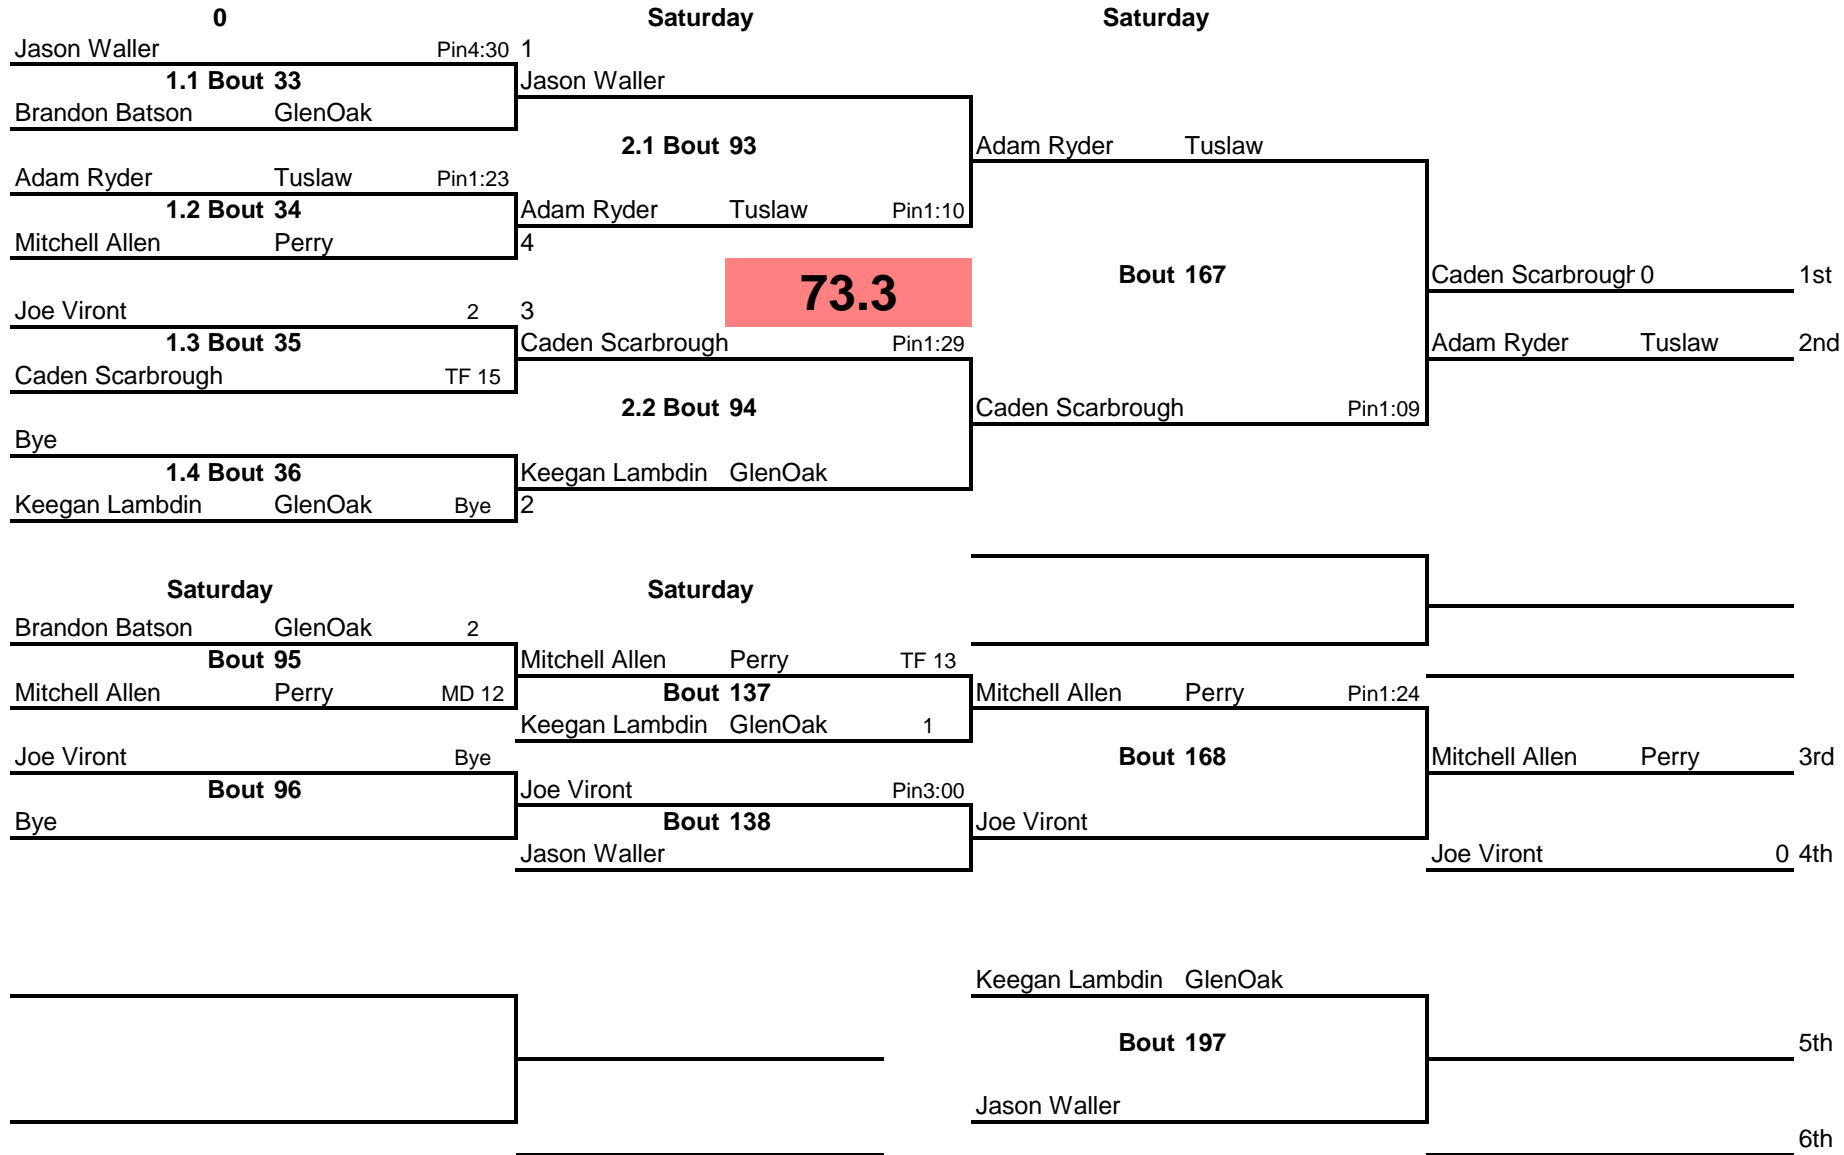 0 Saturday Saturday
Jason Waller Pin4:30 1
1.1 Bout 33 Jason Waller
Brandon Batson GlenOak
2.1 Bout 93 Adam Ryder Tuslaw
Adam Ryder Tuslaw Pin1:23
1.2 Bout 34 Adam Ryder Tuslaw Pin1:10
Mitchell Allen Perry 4
73.3 Bout 167 Caden Scarbrough 0 1st
Joe Viront 2 3
1.3 Bout 35 Caden Scarbrough Pin1:29 Adam Ryder Tuslaw 2nd
Caden Scarbrough TF 15
2.2 Bout 94 Caden Scarbrough Pin1:09
Bye
1.4 Bout 36 Keegan Lambdin GlenOak
Keegan Lambdin GlenOak Bye 2
Saturday Saturday
Brandon Batson GlenOak 2
Bout 95 Mitchell Allen Perry TF 13
Mitchell Allen Perry MD 12 Bout 137 Mitchell Allen Perry Pin1:24
Keegan Lambdin GlenOak 1
Joe Viront Bye Bout 168 Mitchell Allen Perry 3rd
Bout 96 Joe Viront Pin3:00
Bye Bout 138 Joe Viront
Jason Waller Joe Viront 0 4th
Keegan Lambdin GlenOak
Bout 197 5th
Jason Waller
6th